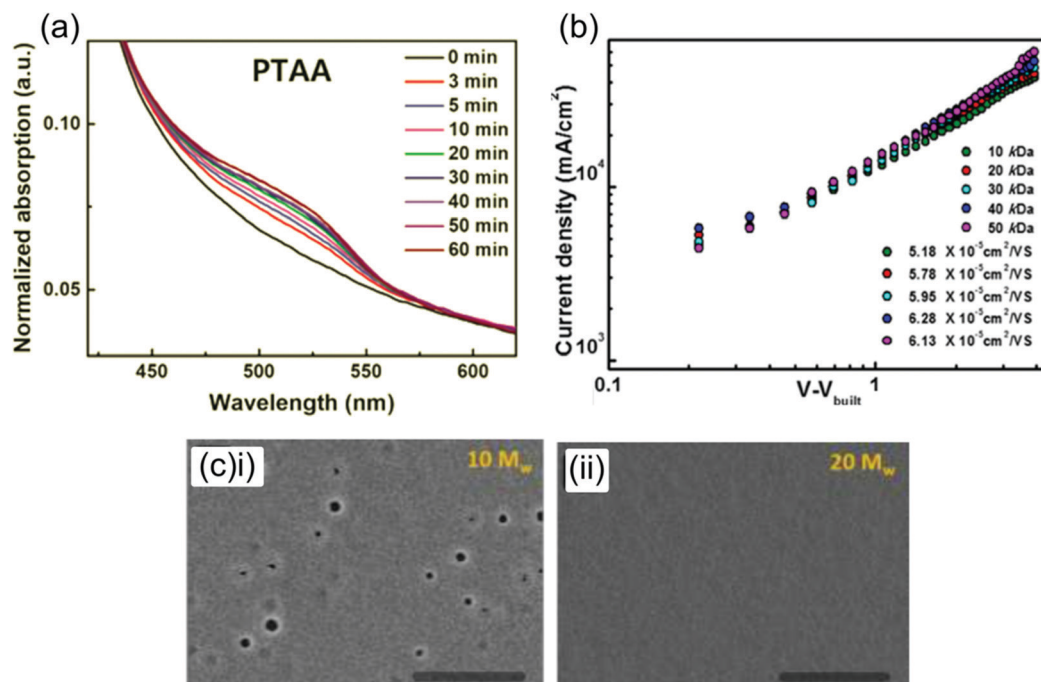 (a)
PTAA
Normalized absorption (a.u.)
0.10
0.05
450
500
550
600
Wavelength (nm)
0 min
3 min
5 min
10 min
20 min
30 min
40 min
50 min
60 min
(b)
Current density (mA/cm²)
10⁴
10³
0.1
1
V-V_built
10 kDa
20 kDa
30 kDa
40 kDa
50 kDa
5.18 X 10⁻⁵cm²/VS
5.78 X 10⁻⁵cm²/VS
5.95 X 10⁻⁵cm²/VS
6.28 X 10⁻⁵cm²/VS
6.13 X 10⁻⁵cm²/VS
(c)i)
10 M_w
(ii)
20 M_w